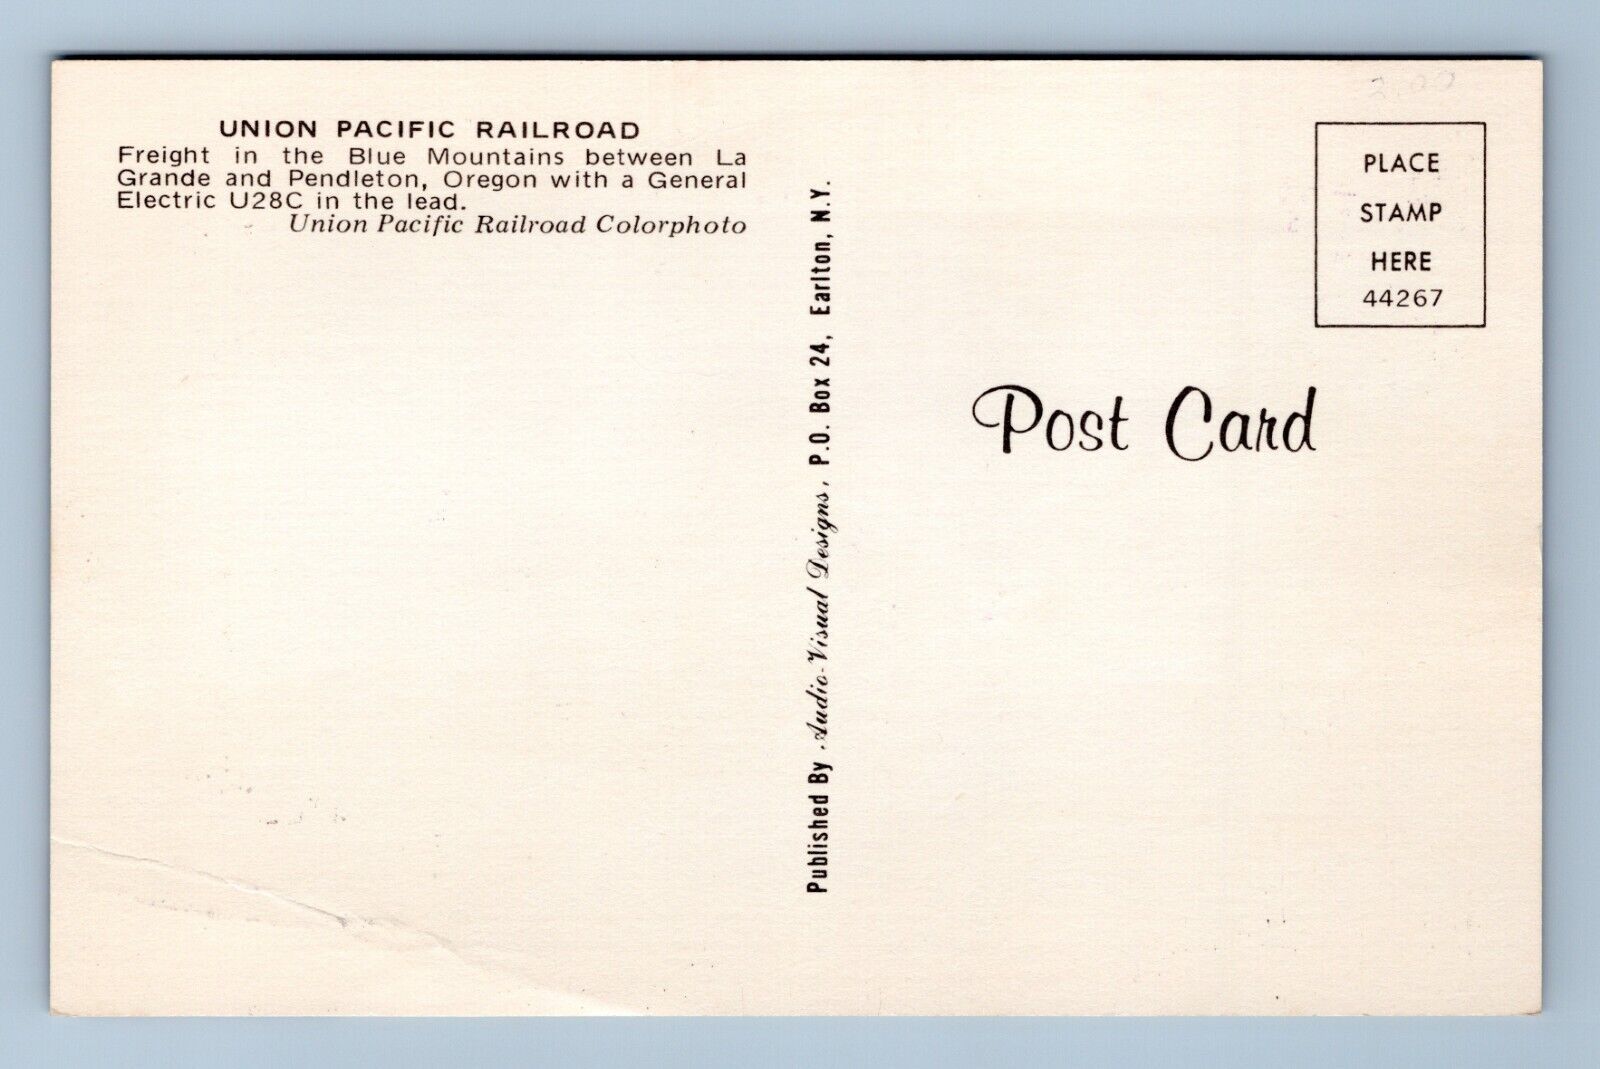 UNION PACIFIC RAILROAD
Freight in the Blue Mountains between La
Grande and Pendleton, Oregon with a General
Electric U28C in the lead.
Union Pacific Railroad Colorphoto
Published By Audio-Visual Designs, P.O. Box 24, Earlton, N.Y.
PLACE
STAMP
HERE
44267
Post Card